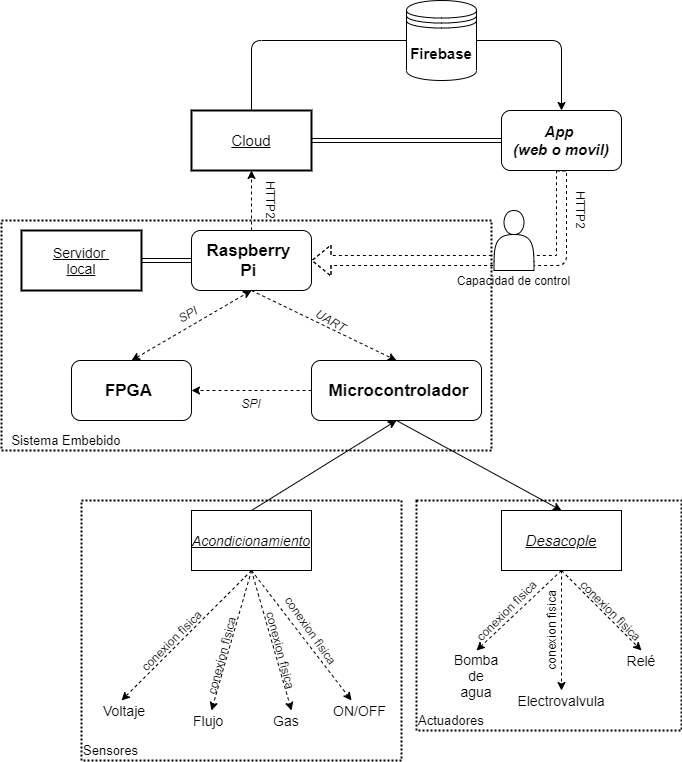 Firebase
Cloud
App
(web o movil)
HTTP2
HTTP2
Servidor
local
Raspberry
Pi
Capacidad de control
SPI
UART
FPGA
SPI
Microcontrolador
Sistema Embebido
Acondicionamiento
Desacople
conexion fisica
conexion fisica
conexion fisica
conexion fisica
conexion fisica
conexion fisica
conexion fisica
Voltaje
Flujo
Gas
ON/OFF
Bomba
de
agua
Electrovalvula
Relé
Actuadores
Sensores